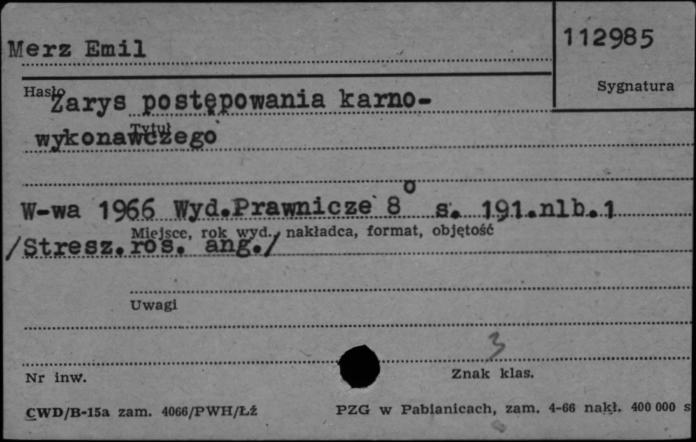 Merz Emil
112985
Sygnatura
Hasło
Zarys postępowania karno-
Tytuł
wykonawczego
W-wa 1966 Wyd.Prawnicze 8° s. 191.nlb.1
Miejsce, rok wyd., nakładca, format, objętość
/Stresz.ros. ang./
Uwagi
3
Nr inw.
Znak klas.
CWD/B-15a zam. 4066/PWH/Łż
PZG w Pabianicach, zam. 4-66 nakł. 400 000 s